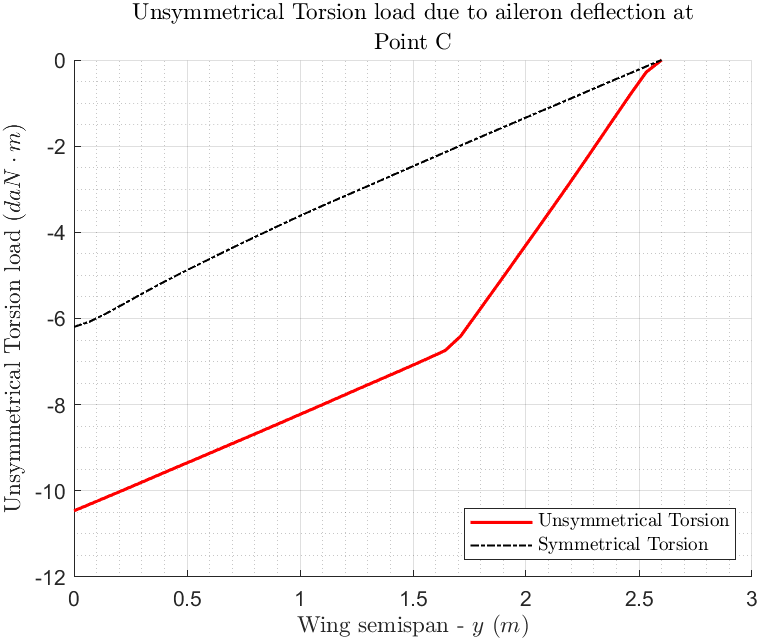 Unsymmetrical Torsion load due to aileron deflection at
Point C
Unsymmetrical Torsion load (daN · m)
0
-2
-4
-6
-8
-10
-12
0
0.5
1
1.5
2
2.5
3
Wing semispan - y (m)
Unsymmetrical Torsion
Symmetrical Torsion